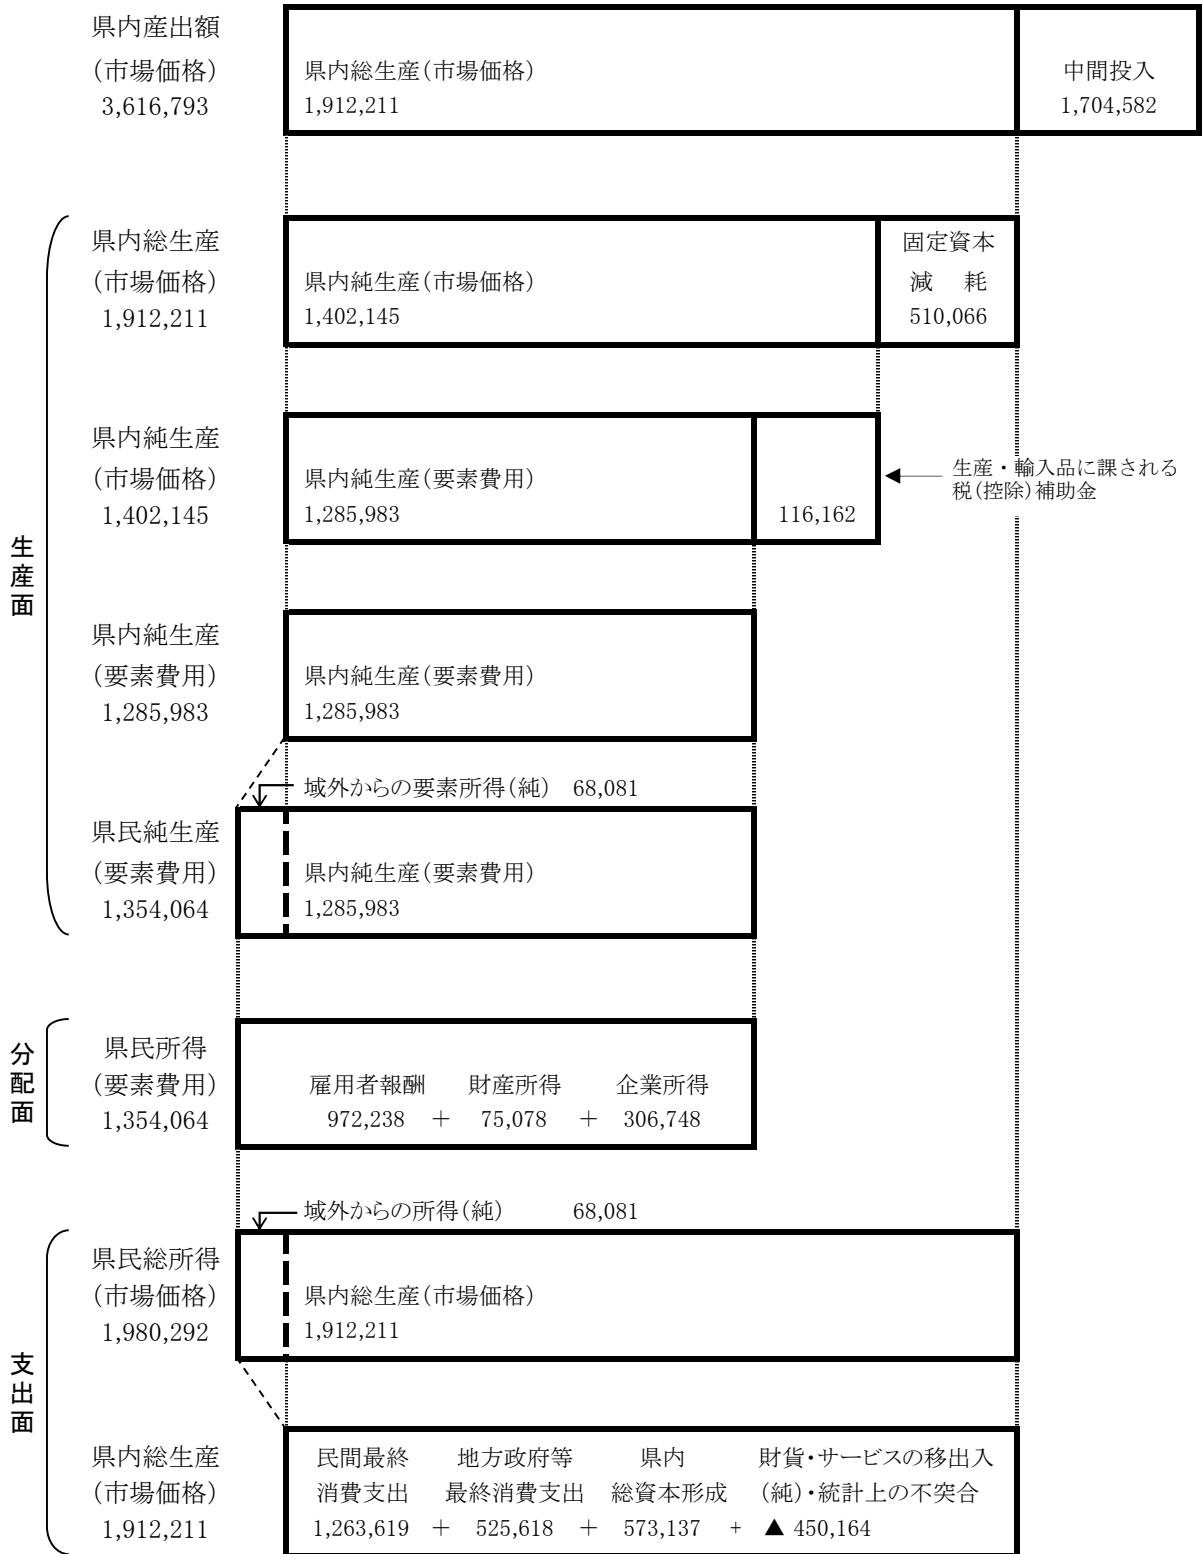 県内産出額
(市場価格)
3,616,793
県内総生産(市場価格)
1,912,211
中間投入
1,704,582
生産面
県内総生産
(市場価格)
1,912,211
県内純生産(市場価格)
1,402,145
固定資本
減 耗
510,066
県内純生産
(市場価格)
1,402,145
県内純生産(要素費用)
1,285,983
116,162
生産・輸入品に課される
税(控除)補助金
県内純生産
(要素費用)
1,285,983
県内純生産(要素費用)
1,285,983
域外からの要素所得(純) 68,081
県民純生産
(要素費用)
1,354,064
県内純生産(要素費用)
1,285,983
分配面
県民所得
(要素費用)
1,354,064
雇用者報酬 財産所得 企業所得
972,238 + 75,078 + 306,748
支出面
域外からの所得(純) 68,081
県民総所得
(市場価格)
1,980,292
県内総生産(市場価格)
1,912,211
県内総生産
(市場価格)
1,912,211
民間最終 地方政府等 県内 財貨・サービスの移出入
消費支出 最終消費支出 総資本形成 (純)・統計上の不突合
1,263,619 + 525,618 + 573,137 + ▲ 450,164